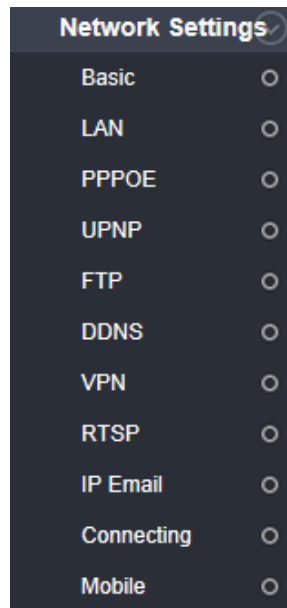 Network Settings
Basic
LAN
PPPOE
UPNP
FTP
DDNS
VPN
RTSP
IP Email
Connecting
Mobile